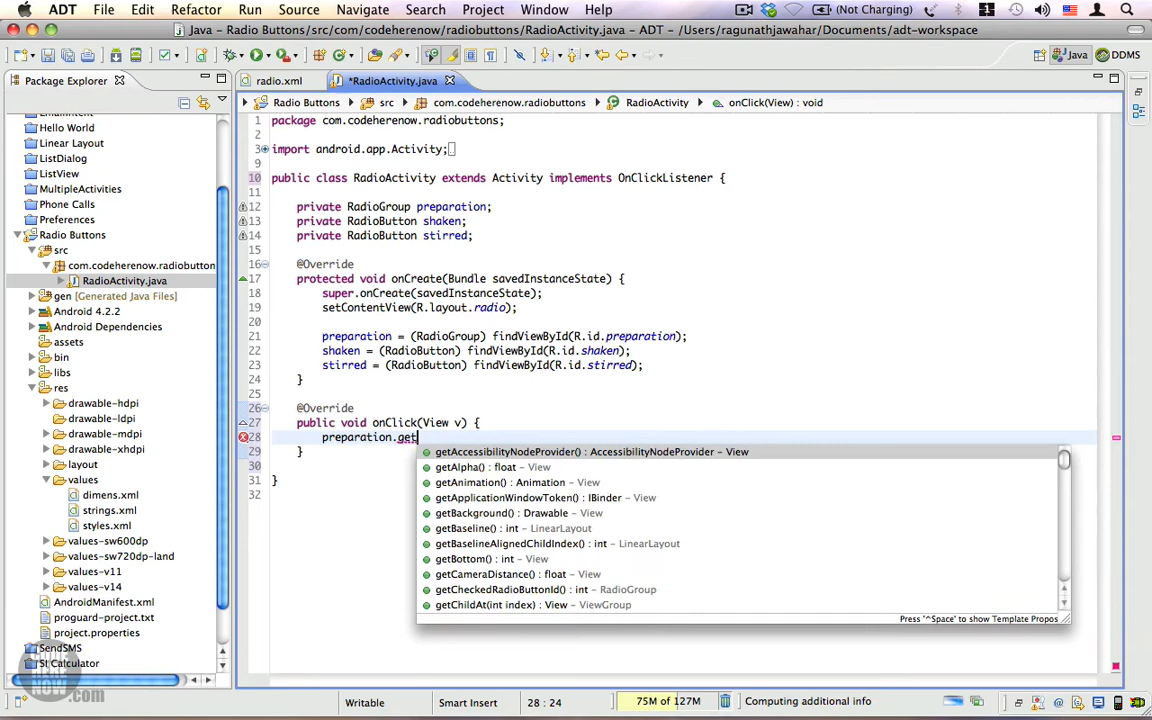 ADT File Edit Refactor Run Source Navigate Search Project Window Help (Not Charging)
Java – Radio Buttons/src/com/codeherenow/radiobuttons/RadioActivity.java – ADT – /Users/ragunathjawahar/Documents/adt-workspace
Java DDMS
Package Explorer
radio.xml
*RadioActivity.java
Radio Buttons src com.codeherenow.radiobuttons RadioActivity onClick(View) : void
Hello World
Linear Layout
ListDialog
ListView
MultipleActivities
Phone Calls
Preferences
Radio Buttons
src
com.codeherenow.radiobutton
RadioActivity.java
gen [Generated Java Files]
Android 4.2.2
Android Dependencies
assets
bin
libs
res
drawable-hdpi
drawable-ldpi
drawable-mdpi
drawable-xhdpi
layout
values
dimens.xml
strings.xml
styles.xml
values-sw600dp
values-sw720dp-land
values-v11
values-v14
AndroidManifest.xml
proguard-project.txt
project.properties
SendSMS
Calculator
1 package com.codeherenow.radiobuttons;
2
3 import android.app.Activity;
9
10 public class RadioActivity extends Activity implements OnClickListener {
11
12 private RadioGroup preparation;
13 private RadioButton shaken;
14 private RadioButton stirred;
15
16 @Override
17 protected void onCreate(Bundle savedInstanceState) {
18 super.onCreate(savedInstanceState);
19 setContentView(R.layout.radio);
20
21 preparation = (RadioGroup) findViewById(R.id.preparation);
22 shaken = (RadioButton) findViewById(R.id.shaken);
23 stirred = (RadioButton) findViewById(R.id.stirred);
24 }
25
26 @Override
27 public void onClick(View v) {
28 preparation.get
29 }
30
31 }
32
getAccessibilityNodeProvider() : AccessibilityNodeProvider – View
getAlpha() : float – View
getAnimation() : Animation – View
getApplicationWindowToken() : IBinder – View
getBackground() : Drawable – View
getBaseline() : int – LinearLayout
getBaselineAlignedChildIndex() : int – LinearLayout
getBottom() : int – View
getCameraDistance() : float – View
getCheckedRadioButtonId() : int – RadioGroup
getChildAt(int index) : View – ViewGroup
Press '^Space' to show Template Propos
CODE HERE NOW.com
Writable Smart Insert 28 : 24 75M of 127M Computing additional info